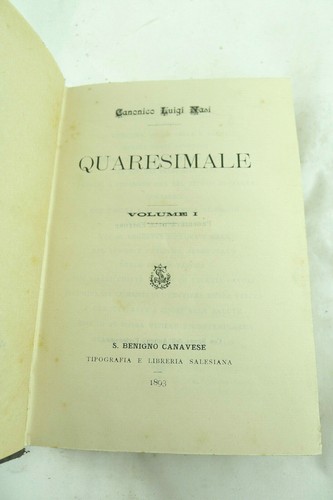 Canonico Luigi Nasi
QUARESIMALE
VOLUME I
S. BENIGNO CANAVESE
TIPOGRAFIA E LIBRERIA SALESIANA
1893